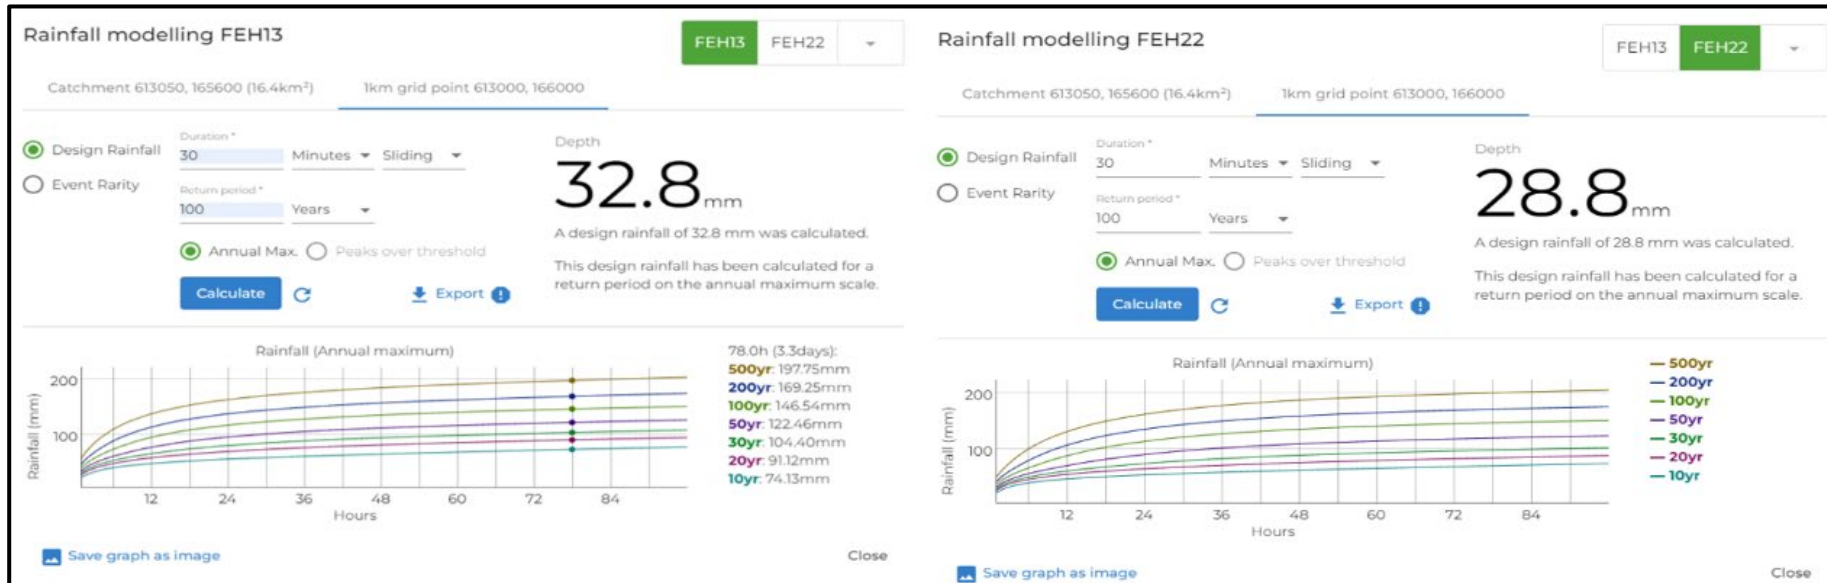 Rainfall modelling FEH13
FEH13 FEH22
Catchment 613050, 165600 (16.4km²) 1km grid point 613000, 166000
Design Rainfall
Event Rarity
Duration *
30 Minutes Sliding
Return period *
100 Years
Annual Max. Peaks over threshold
Calculate Export
Depth
32.8 mm
A design rainfall of 32.8 mm was calculated.
This design rainfall has been calculated for a
return period on the annual maximum scale.
Rainfall (Annual maximum)
Rainfall (mm)
200
100
12 24 36 48 60 72 84
Hours
78.0h (3.3days):
500yr: 197.75mm
200yr: 169.25mm
100yr: 146.54mm
50yr: 122.46mm
30yr: 104.40mm
20yr: 91.12mm
10yr: 74.13mm
Save graph as image Close
Rainfall modelling FEH22
FEH13 FEH22
Catchment 613050, 165600 (16.4km²) 1km grid point 613000, 166000
Design Rainfall
Event Rarity
Duration *
30 Minutes Sliding
Return period *
100 Years
Annual Max. Peaks over threshold
Calculate Export
Depth
28.8 mm
A design rainfall of 28.8 mm was calculated.
This design rainfall has been calculated for a
return period on the annual maximum scale.
Rainfall (Annual maximum)
Rainfall (mm)
200
100
12 24 36 48 60 72 84
Hours
500yr
200yr
100yr
50yr
30yr
20yr
10yr
Save graph as image Close